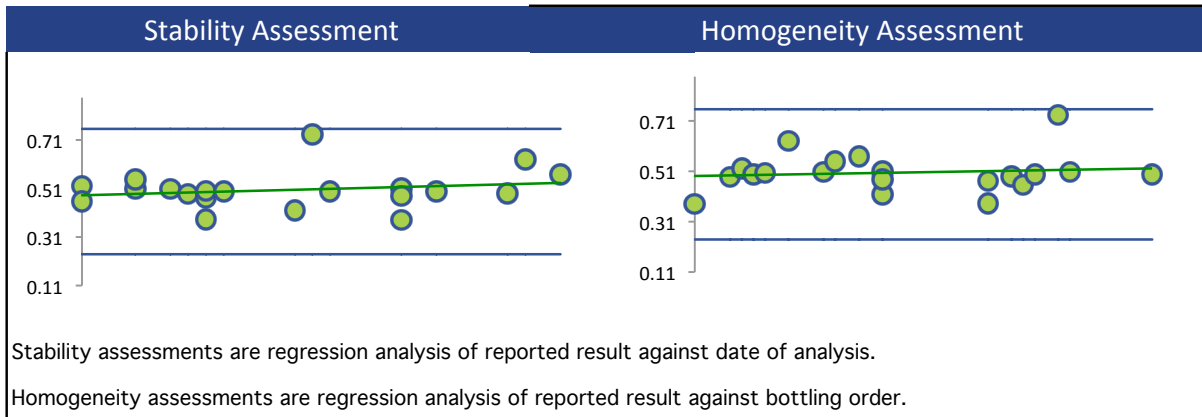 Stability Assessment
Homogeneity Assessment
0.71
0.51
0.31
0.11
0.71
0.51
0.31
0.11
Stability assessments are regression analysis of reported result against date of analysis.
Homogeneity assessments are regression analysis of reported result against bottling order.